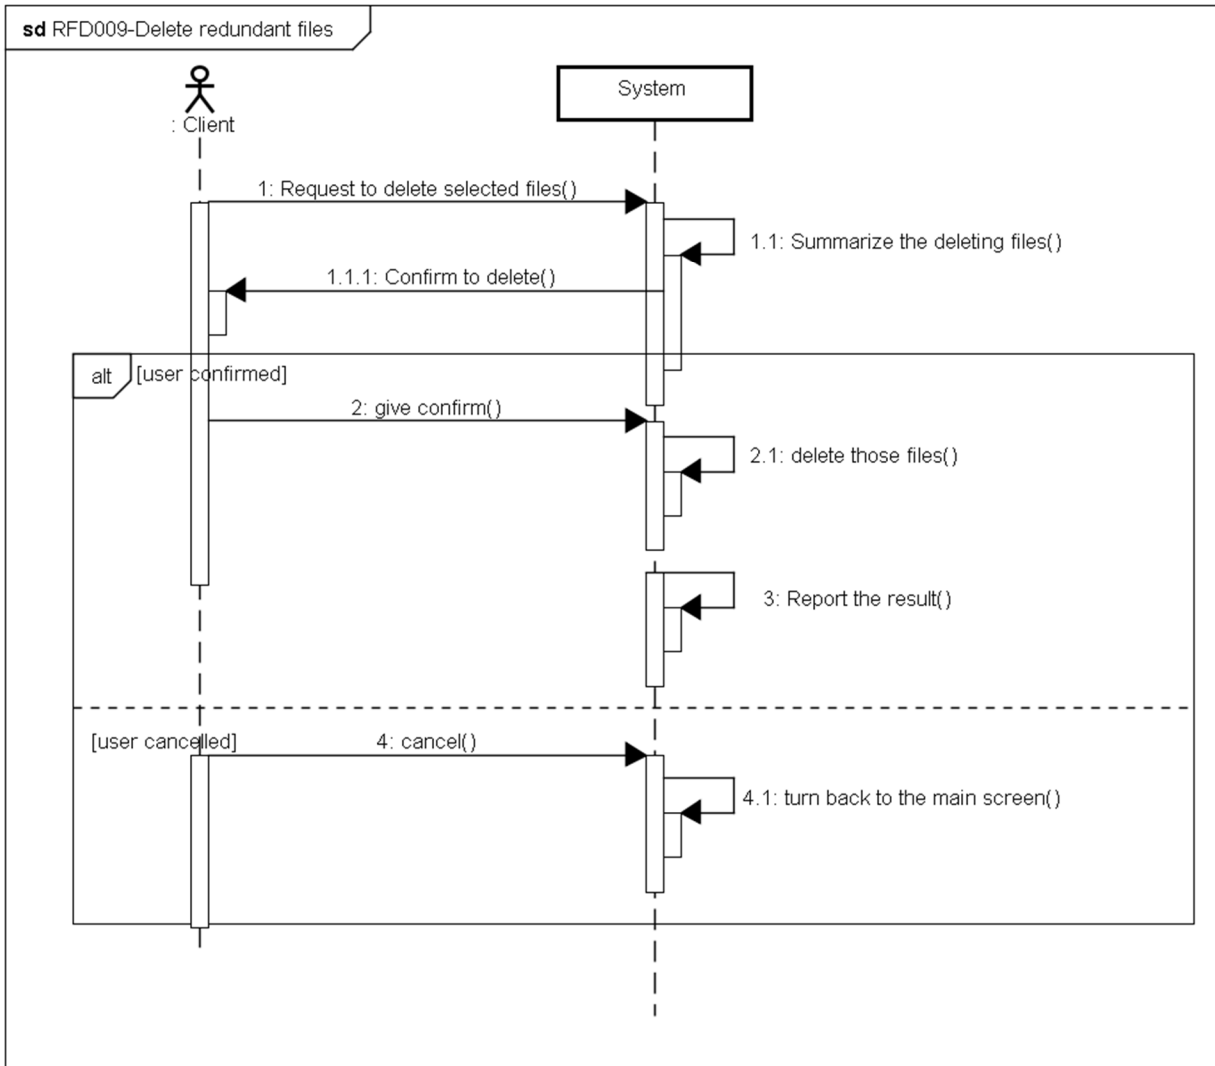 sd RFD009-Delete redundant files
System
: Client
1: Request to delete selected files()
1.1: Summarize the deleting files()
1.1.1: Confirm to delete()
alt [user confirmed]
2: give confirm()
2.1: delete those files()
3: Report the result()
[user cancelled]
4: cancel()
4.1: turn back to the main screen()